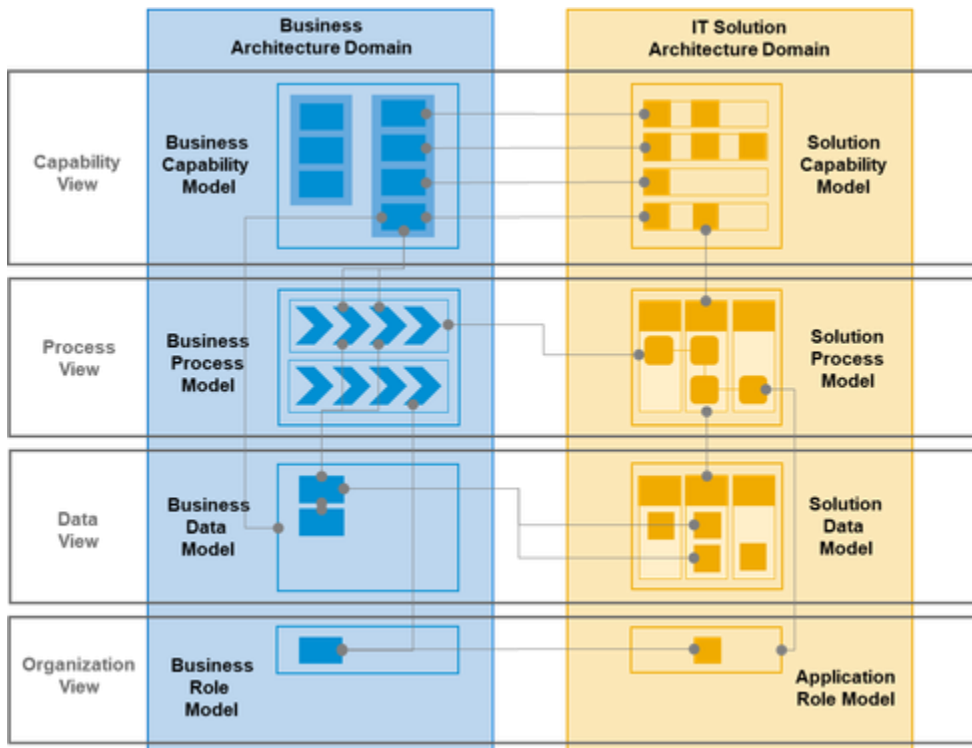 Business
Architecture Domain
IT Solution
Architecture Domain
Capability
View
Business
Capability
Model
Solution
Capability
Model
Process
View
Business
Process
Model
Solution
Process
Model
Data
View
Business
Data
Model
Solution
Data
Model
Organization
View
Business
Role
Model
Application
Role Model